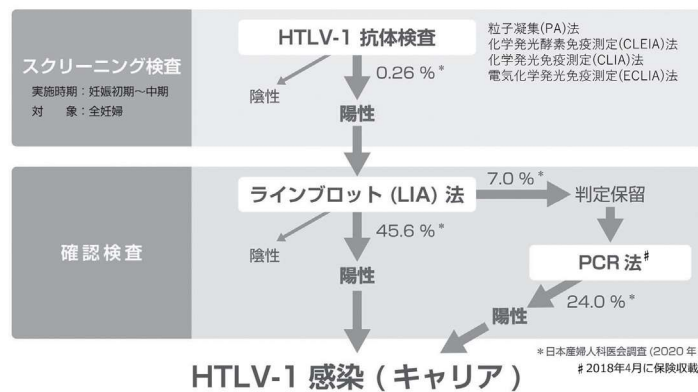 スクリーニング検査
実施時期:妊娠初期〜中期
対　象:全妊婦
HTLV-1 抗体検査
粒子凝集(PA)法
化学発光酵素免疫測定(CLEIA)法
化学発光免疫測定(CLIA)法
電気化学発光免疫測定(ECLIA)法
0.26 %*
陰性
陽性
確認検査
ラインブロット (LIA) 法
7.0 %*
判定保留
45.6 %*
陰性
陽性
PCR 法♯
24.0 %*
陽性
*日本産婦人科医会調査(2020 年
♯2018年4月に保険収載
HTLV-1 感染 ( キャリア )